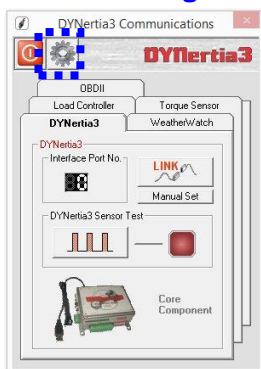 DYNertia3 Communications
DYNertia3
OBDII
Load Controller
Torque Sensor
DYNertia3
WeatherWatch
DYNertia3
Interface Port No.
LINK
Manual Set
DYNertia3 Sensor Test
Core
Component